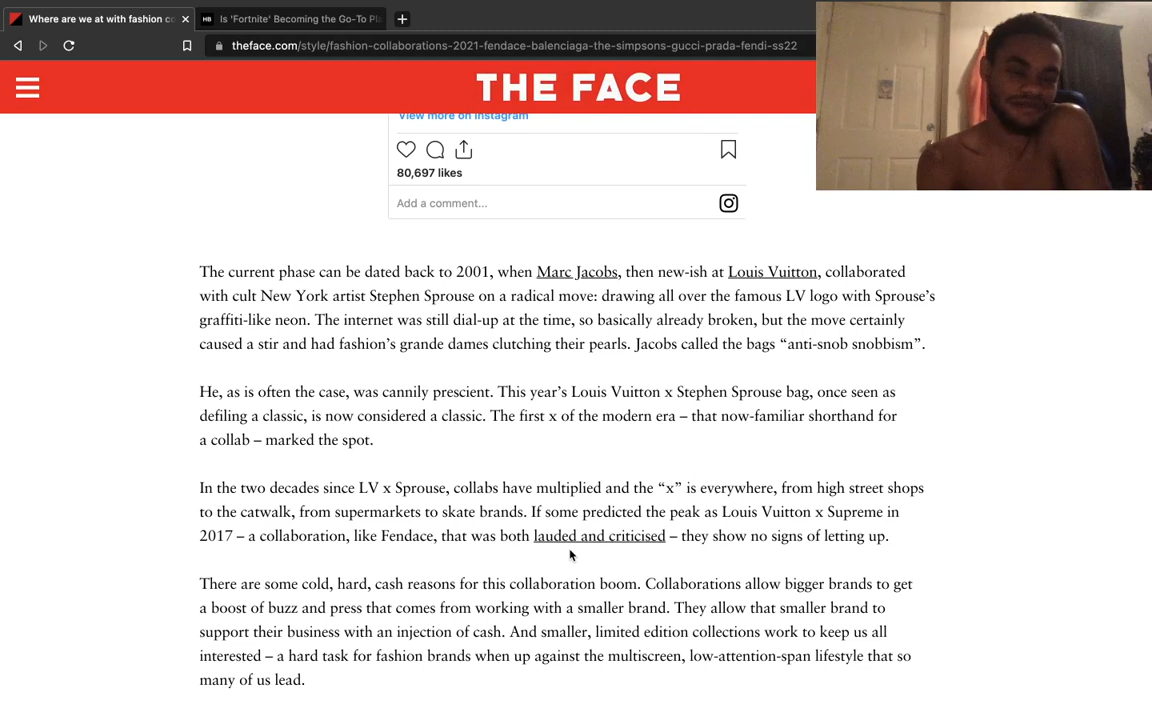 Where are we at with fashion co
Is 'Fortnite' Becoming the Go-To Pla
theface.com/style/fashion-collaborations-2021-fendace-balenciaga-the-simpsons-gucci-prada-fendi-ss22
THE FACE
View more on Instagram
80,697 likes
Add a comment...
The current phase can be dated back to 2001, when Marc Jacobs, then new-ish at Louis Vuitton, collaborated
with cult New York artist Stephen Sprouse on a radical move: drawing all over the famous LV logo with Sprouse’s
graffiti-like neon. The internet was still dial-up at the time, so basically already broken, but the move certainly
caused a stir and had fashion’s grande dames clutching their pearls. Jacobs called the bags “anti-snob snobbism”.
He, as is often the case, was cannily prescient. This year’s Louis Vuitton x Stephen Sprouse bag, once seen as
defiling a classic, is now considered a classic. The first x of the modern era – that now-familiar shorthand for
a collab – marked the spot.
In the two decades since LV x Sprouse, collabs have multiplied and the “x” is everywhere, from high street shops
to the catwalk, from supermarkets to skate brands. If some predicted the peak as Louis Vuitton x Supreme in
2017 – a collaboration, like Fendace, that was both lauded and criticised – they show no signs of letting up.
There are some cold, hard, cash reasons for this collaboration boom. Collaborations allow bigger brands to get
a boost of buzz and press that comes from working with a smaller brand. They allow that smaller brand to
support their business with an injection of cash. And smaller, limited edition collections work to keep us all
interested – a hard task for fashion brands when up against the multiscreen, low-attention-span lifestyle that so
many of us lead.